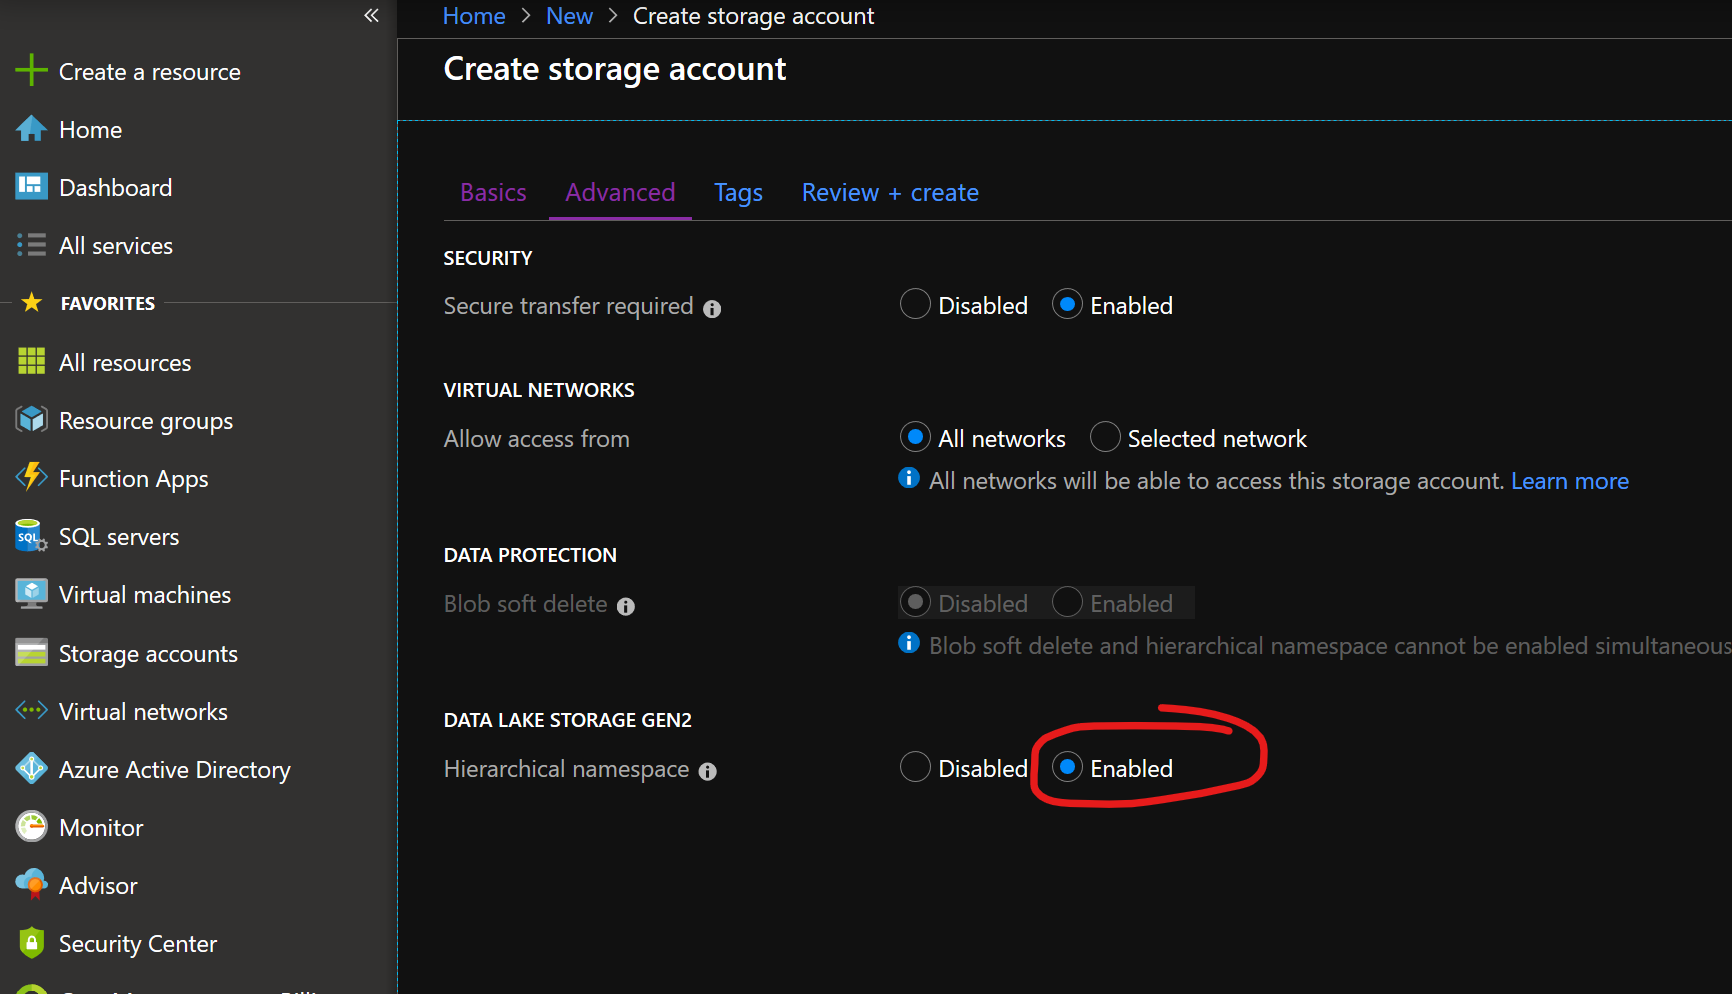 Home > New > Create storage account
Create storage account
Create a resource
Home
Dashboard
All services
FAVORITES
All resources
Resource groups
Function Apps
SQL
SQL servers
Virtual machines
Storage accounts
Virtual networks
Azure Active Directory
Monitor
Advisor
Security Center
Basics Advanced Tags Review + create
SECURITY
Secure transfer required Disabled Enabled
VIRTUAL NETWORKS
Allow access from All networks Selected network
All networks will be able to access this storage account. Learn more
DATA PROTECTION
Blob soft delete Disabled Enabled
Blob soft delete and hierarchical namespace cannot be enabled simultaneous
DATA LAKE STORAGE GEN2
Hierarchical namespace Disabled Enabled